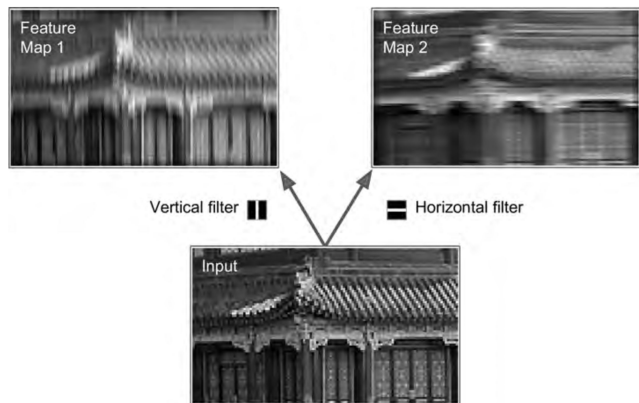 Feature
Map 1
Feature
Map 2
Vertical filter
Horizontal filter
Input